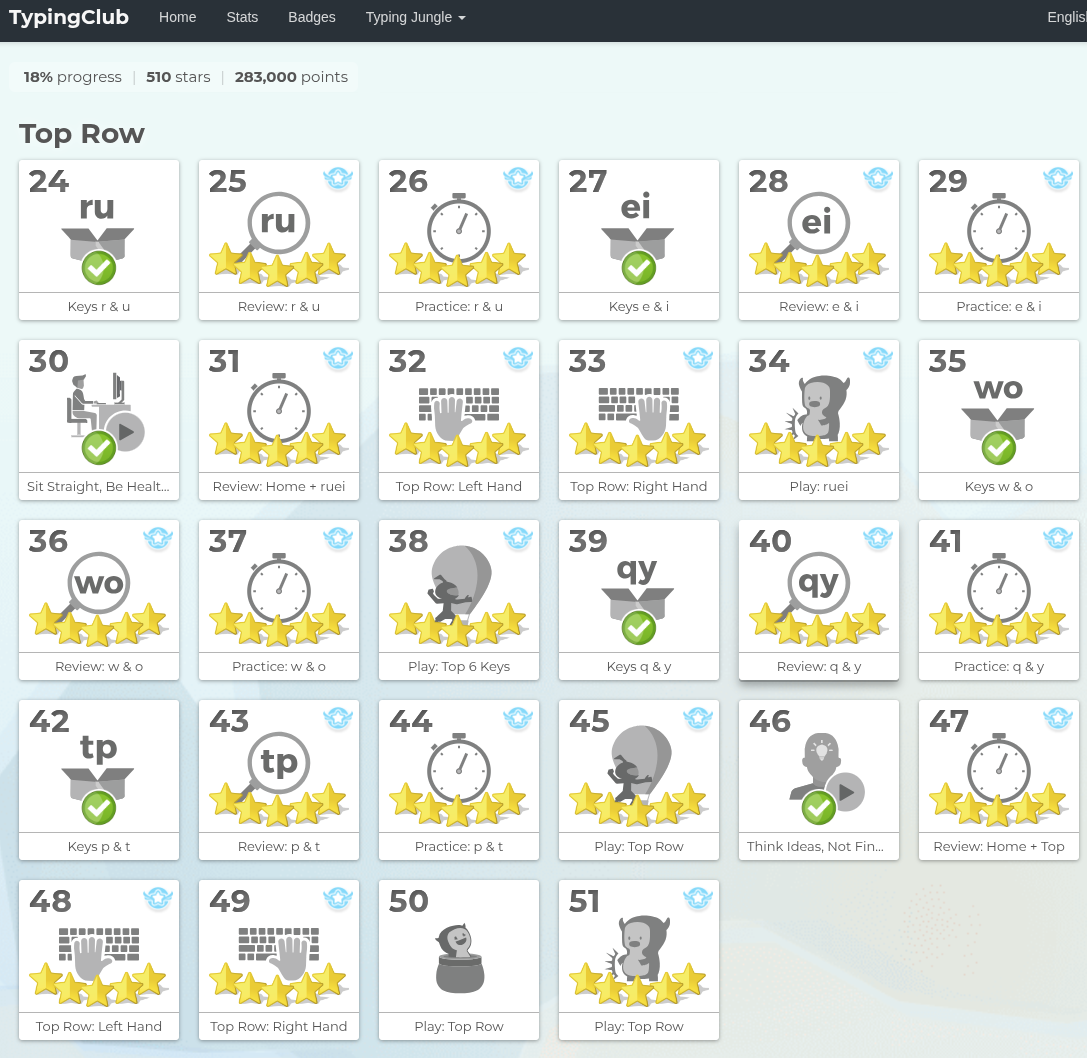 TypingClub Home Stats Badges Typing Jungle Englis
18% progress | 510 stars | 283,000 points
Top Row
24 25 26 27 28 29
ru ru ei ei
Keys r & u Review: r & u Practice: r & u Keys e & i Review: e & i Practice: e & i
30 31 32 33 34 35
wo
Sit Straight, Be Healt... Review: Home + ruei Top Row: Left Hand Top Row: Right Hand Play: ruei Keys w & o
36 37 38 39 40 41
wo qy qy
Review: w & o Practice: w & o Play: Top 6 Keys Keys q & y Review: q & y Practice: q & y
42 43 44 45 46 47
tp tp
Keys p & t Review: p & t Practice: p & t Play: Top Row Think Ideas, Not Fin... Review: Home + Top
48 49 50 51
Top Row: Left Hand Top Row: Right Hand Play: Top Row Play: Top Row